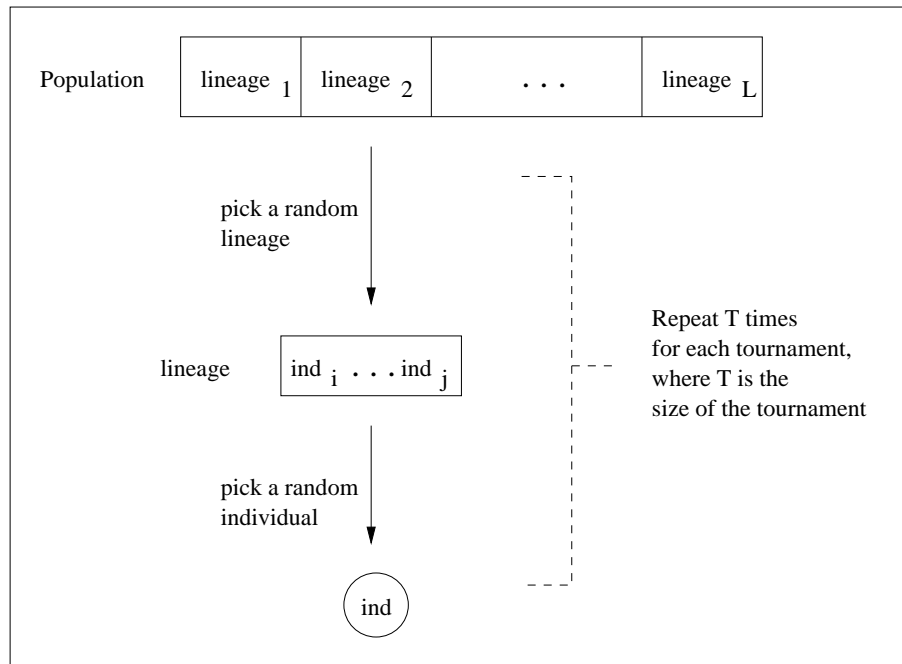 Population lineage 1 lineage 2 . . . lineage L
pick a random
lineage
lineage ind i . . . ind j
Repeat T times
for each tournament,
where T is the
size of the tournament
pick a random
individual
ind